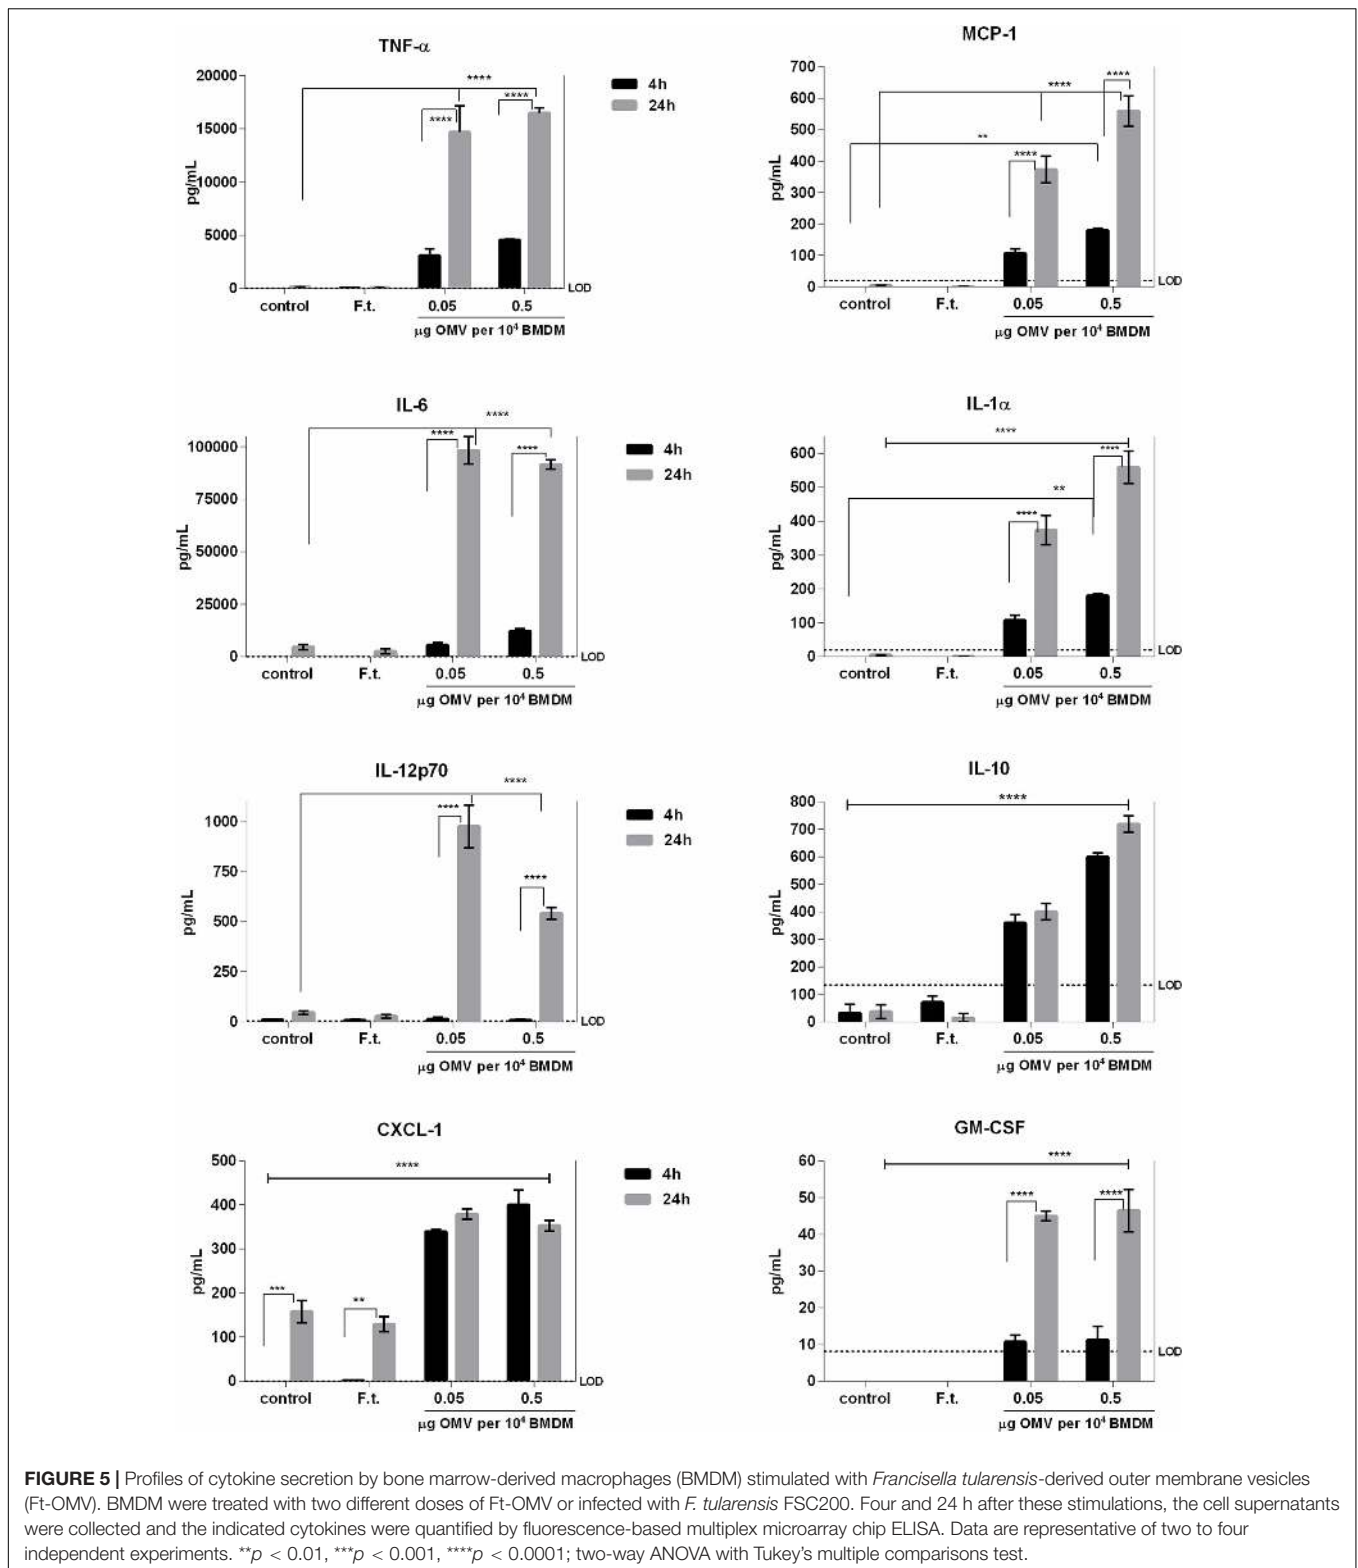 TNF-α
pg/mL
20000
15000
10000
5000
0
****
****
****
LOD
control
F.t.
0.05
0.5
μg OMV per 10⁴ BMDM
4h
24h
MCP-1
pg/mL
700
600
500
400
300
200
100
0
****
****
**
****
LOD
control
F.t.
0.05
0.5
μg OMV per 10⁴ BMDM
IL-6
pg/mL
100000
75000
50000
25000
0
****
****
****
LOD
control
F.t.
0.05
0.5
μg OMV per 10⁴ BMDM
4h
24h
IL-1α
pg/mL
600
500
400
300
200
100
0
****
****
**
****
LOD
control
F.t.
0.05
0.5
μg OMV per 10⁴ BMDM
IL-12p70
pg/mL
1000
750
500
250
0
****
****
****
LOD
control
F.t.
0.05
0.5
μg OMV per 10⁴ BMDM
4h
24h
IL-10
pg/mL
800
700
600
500
400
300
200
100
0
****
LOD
control
F.t.
0.05
0.5
μg OMV per 10⁴ BMDM
CXCL-1
pg/mL
500
400
300
200
100
0
****
***
**
LOD
control
F.t.
0.05
0.5
μg OMV per 10⁴ BMDM
4h
24h
GM-CSF
pg/mL
60
50
40
30
20
10
0
****
****
****
LOD
control
F.t.
0.05
0.5
μg OMV per 10⁴ BMDM
FIGURE 5 | Profiles of cytokine secretion by bone marrow-derived macrophages (BMDM) stimulated with Francisella tularensis-derived outer membrane vesicles
(Ft-OMV). BMDM were treated with two different doses of Ft-OMV or infected with F. tularensis FSC200. Four and 24 h after these stimulations, the cell supernatants
were collected and the indicated cytokines were quantified by fluorescence-based multiplex microarray chip ELISA. Data are representative of two to four
independent experiments. **p < 0.01, ***p < 0.001, ****p < 0.0001; two-way ANOVA with Tukey's multiple comparisons test.